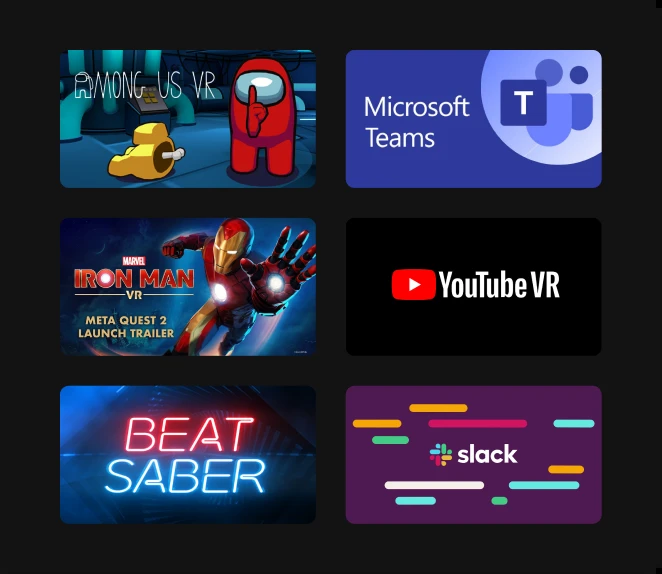 AMONG US VR
Microsoft
Teams
T
MARVEL
IRON MAN
VR
META QUEST 2
LAUNCH TRAILER
YouTube VR
BEAT
SABER
slack